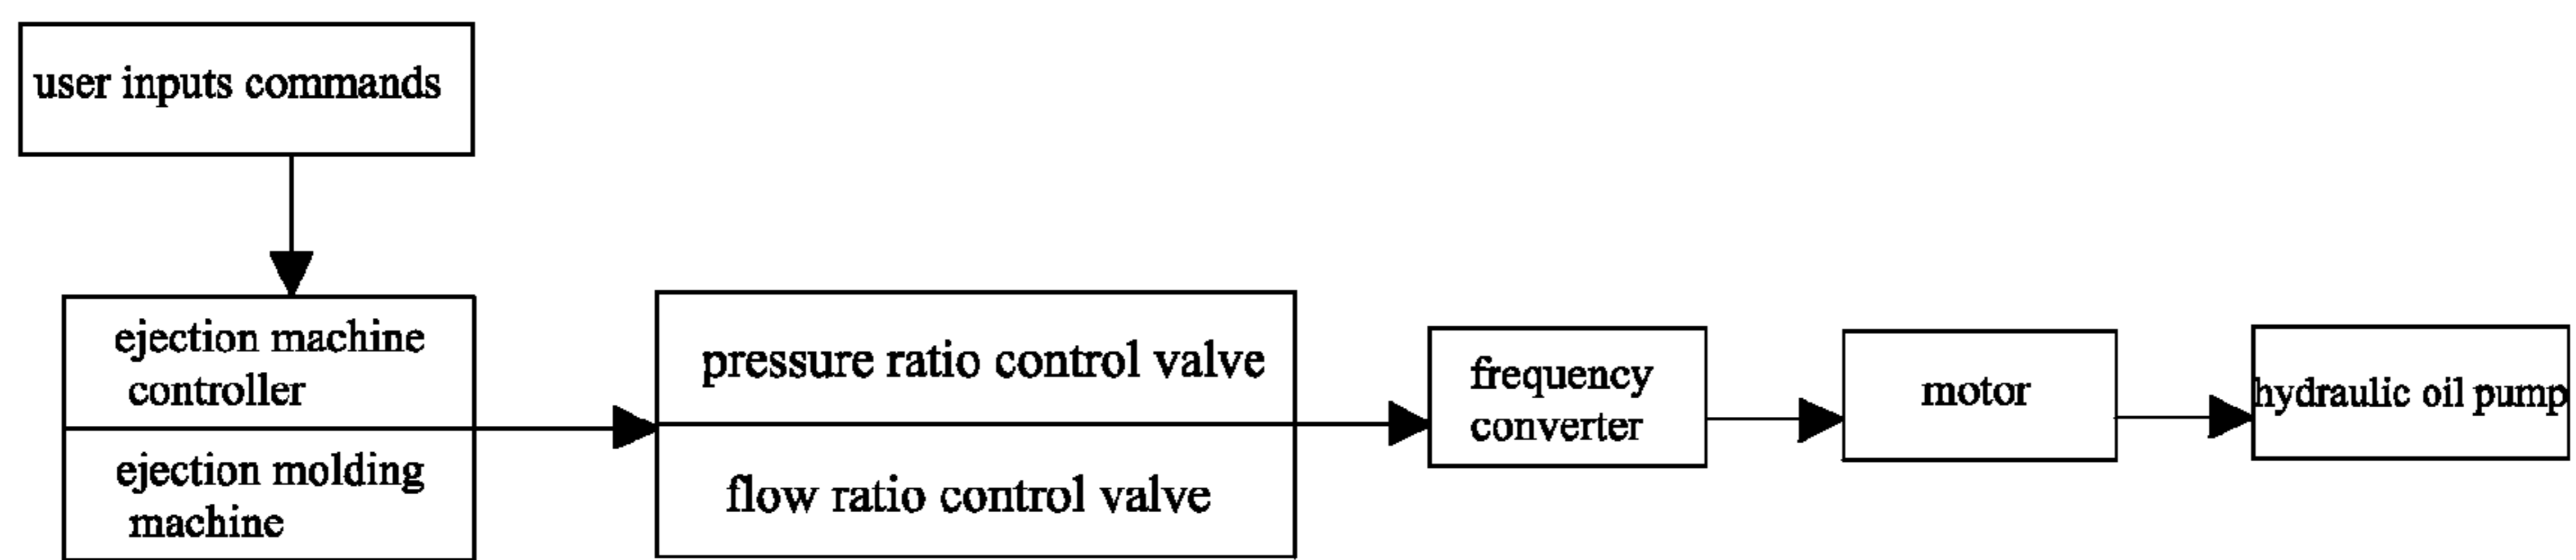 user inputs commands
ejection machine
controller
ejection molding
machine
pressure ratio control valve
flow ratio control valve
frequency
converter
motor
hydraulic oil pump